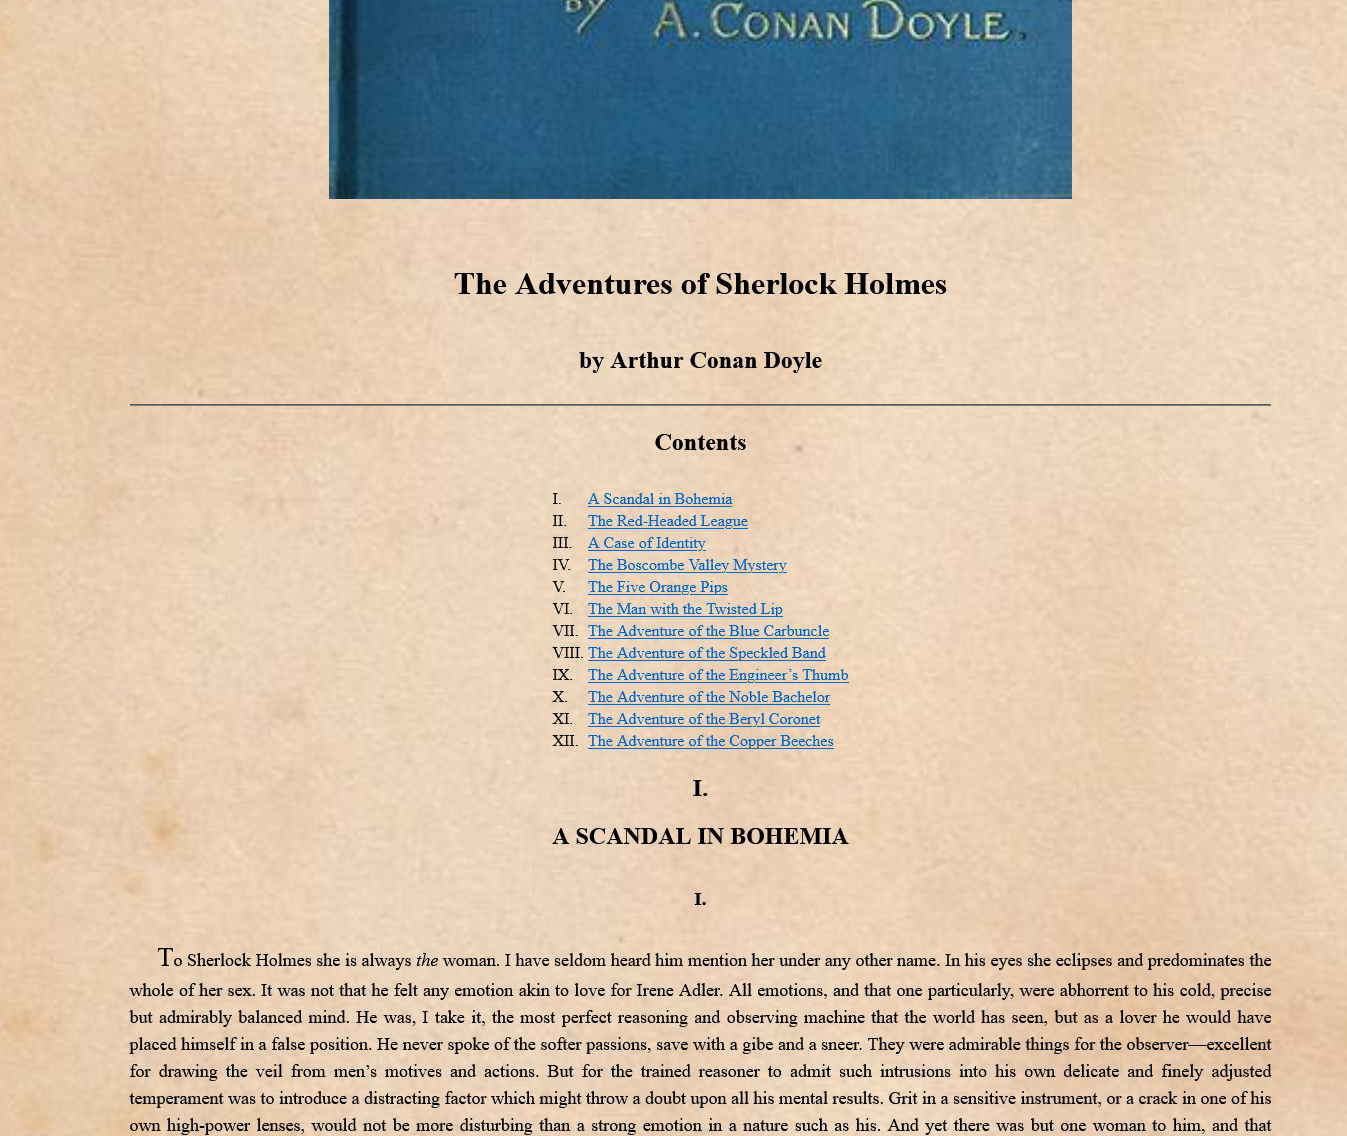 BY
A. CONAN DOYLE.
The Adventures of Sherlock Holmes
by Arthur Conan Doyle
Contents
I. A Scandal in Bohemia
II. The Red-Headed League
III. A Case of Identity
IV. The Boscombe Valley Mystery
V. The Five Orange Pips
VI. The Man with the Twisted Lip
VII. The Adventure of the Blue Carbuncle
VIII. The Adventure of the Speckled Band
IX. The Adventure of the Engineer’s Thumb
X. The Adventure of the Noble Bachelor
XI. The Adventure of the Beryl Coronet
XII. The Adventure of the Copper Beeches
I.
A SCANDAL IN BOHEMIA
I.
To Sherlock Holmes she is always the woman. I have seldom heard him mention her under any other name. In his eyes she eclipses and predominates the
whole of her sex. It was not that he felt any emotion akin to love for Irene Adler. All emotions, and that one particularly, were abhorrent to his cold, precise
but admirably balanced mind. He was, I take it, the most perfect reasoning and observing machine that the world has seen, but as a lover he would have
placed himself in a false position. He never spoke of the softer passions, save with a gibe and a sneer. They were admirable things for the observer—excellent
for drawing the veil from men’s motives and actions. But for the trained reasoner to admit such intrusions into his own delicate and finely adjusted
temperament was to introduce a distracting factor which might throw a doubt upon all his mental results. Grit in a sensitive instrument, or a crack in one of his
own high-power lenses, would not be more disturbing than a strong emotion in a nature such as his. And yet there was but one woman to him, and that